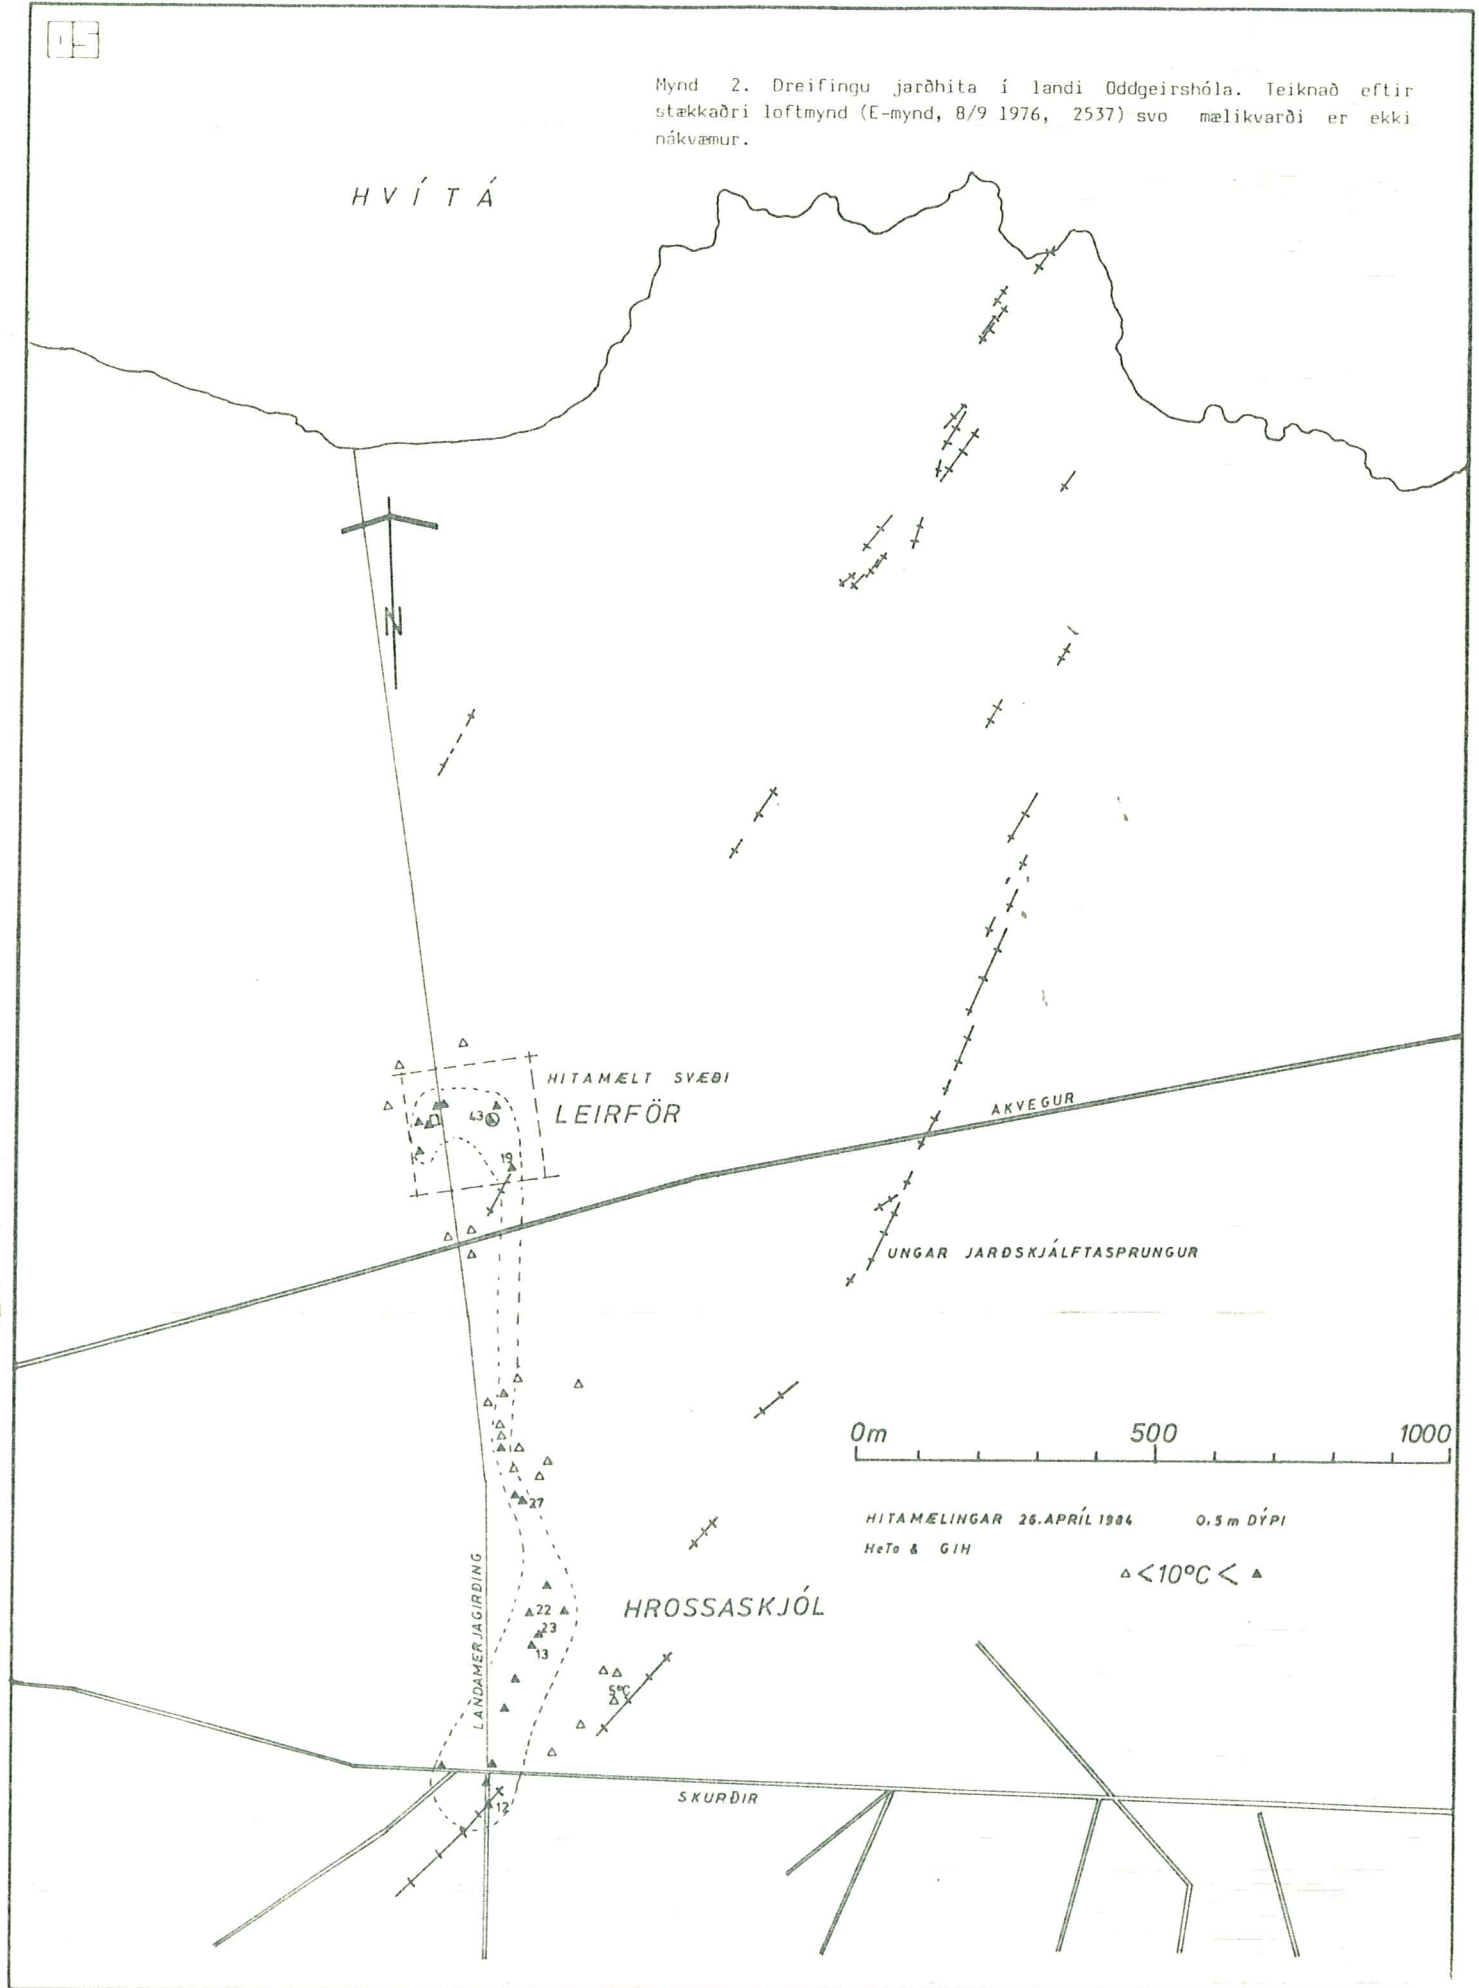 OS
Mynd 2. Dreifingu jarðhita í landi Oddgeirshóla. Teiknað eftir
stækkaðri loftmynd (E-mynd, 8/9 1976, 2537) svo mælikvarði er ekki
nákvæmur.
HVÍTÁ
N
HITAMÆLT SVÆÐI
LEIRFÖR
43
19
AKVEGUR
UNGAR JARÐSKJÁLFTASPRUNGUR
0m 500 1000
27
HITAMÆLINGAR 26.APRÍL 1984 0,5 m DÝPI
HeTo & GIH
△<10°C< ▲
LANDAMERJAGIRÐING
HROSSASKJÓL
22
23
13
5°C
SKURÐIR
12